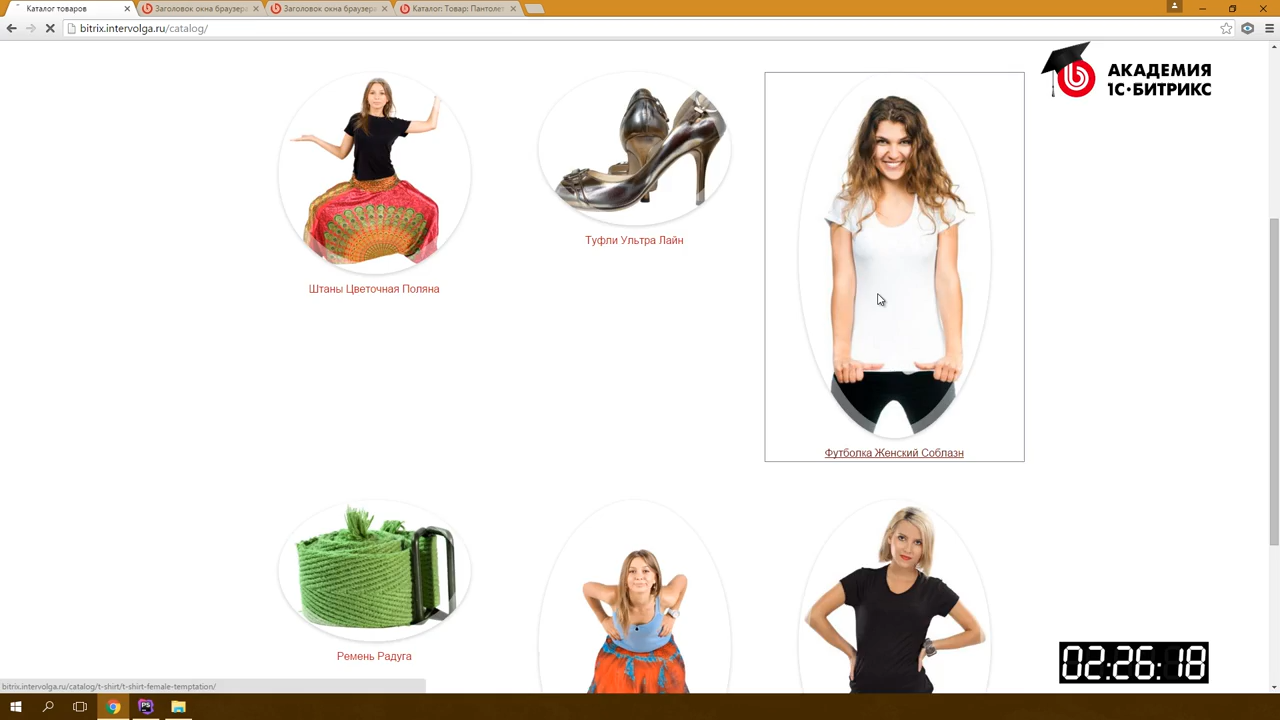 Каталог товаров
Заголовок окна браузера
Заголовок окна браузера
Каталог: Товар: Пантолет
bitrix.intervolga.ru/catalog/
АКАДЕМИЯ
1С•БИТРИКС
Штаны Цветочная Поляна
Туфли Ультра Лайн
Футболка Женский Соблазн
Ремень Радуга
02:26:18
bitrix.intervolga.ru/catalog/t-shirt/t-shirt-female-temptation/